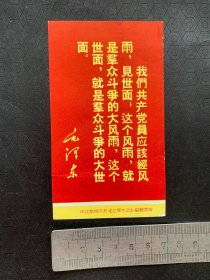 我們共产党員应該經风
雨，見世面，这个风雨，就
是羣众斗爭的大风雨，这个
世面，就是羣众斗爭的大世
面。
毛泽东